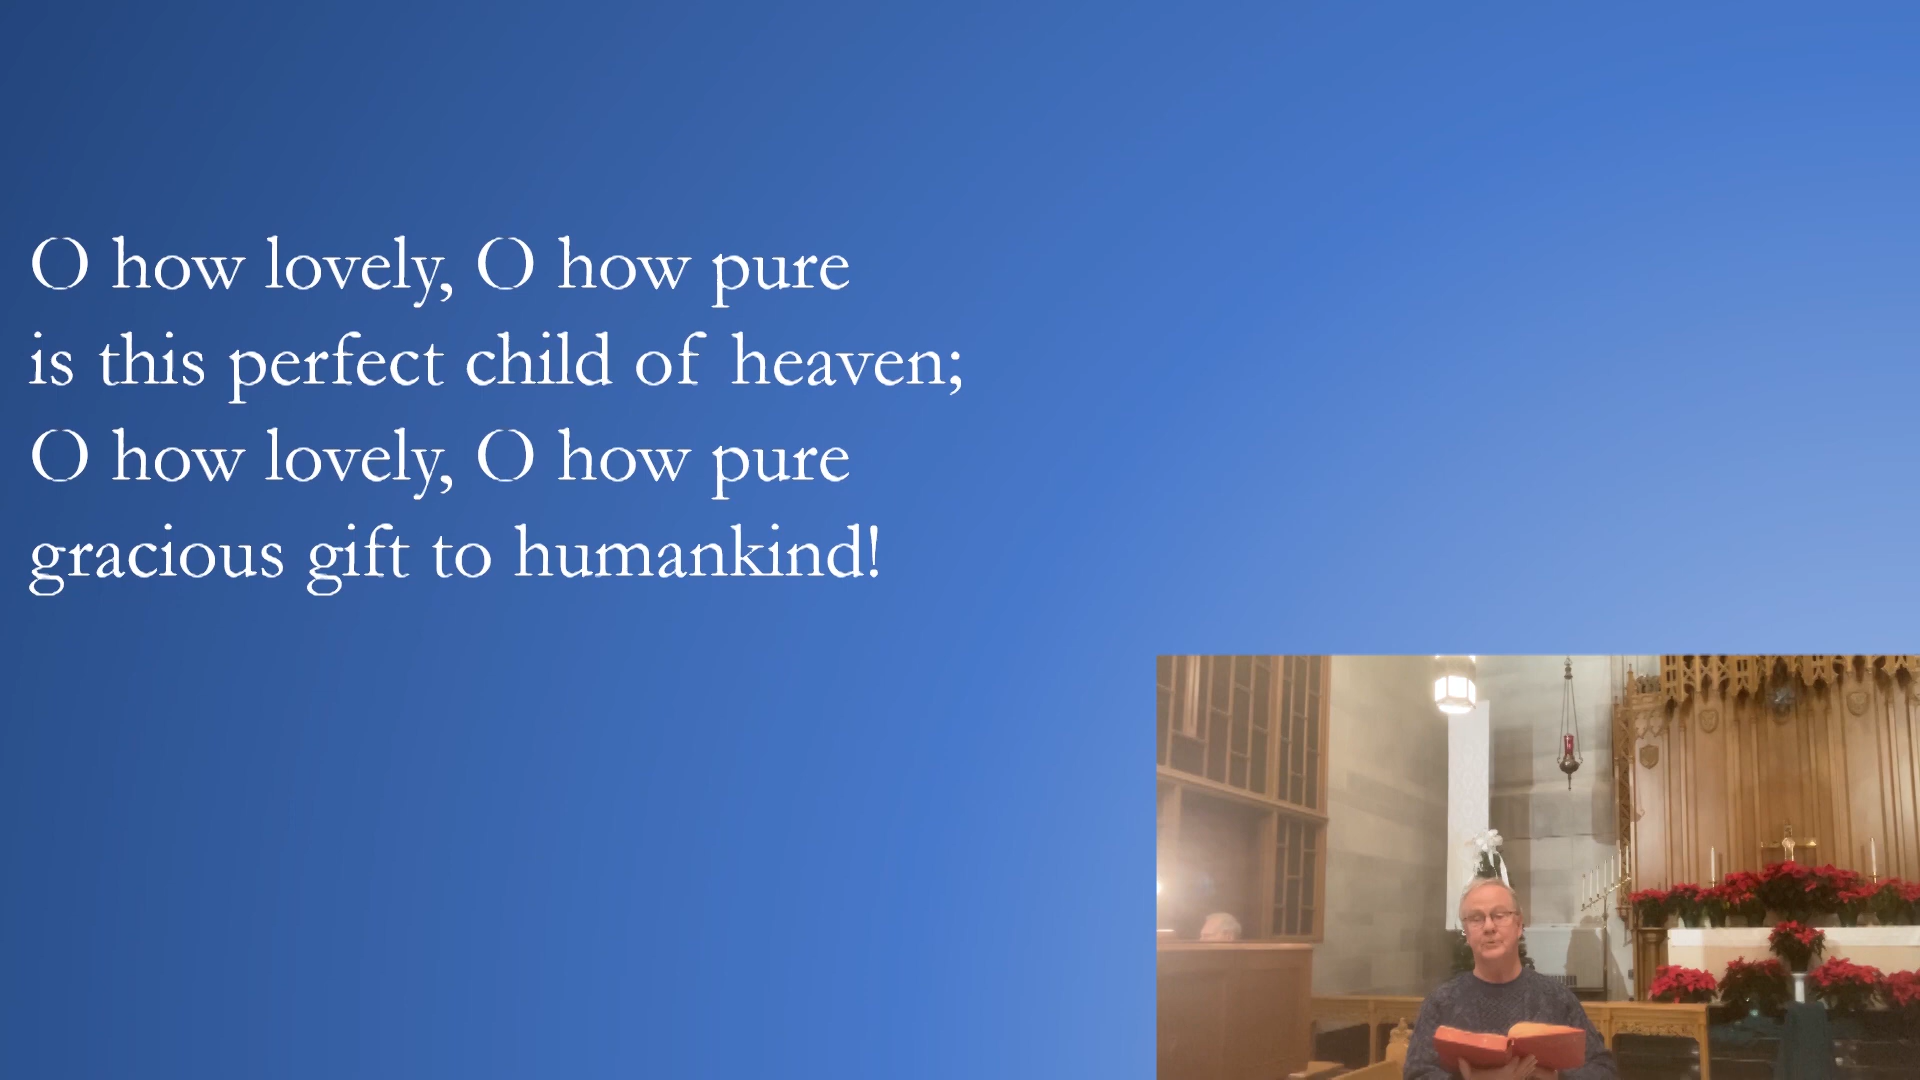 O how lovely, O how pure
is this perfect child of heaven;
O how lovely, O how pure
gracious gift to humankind!